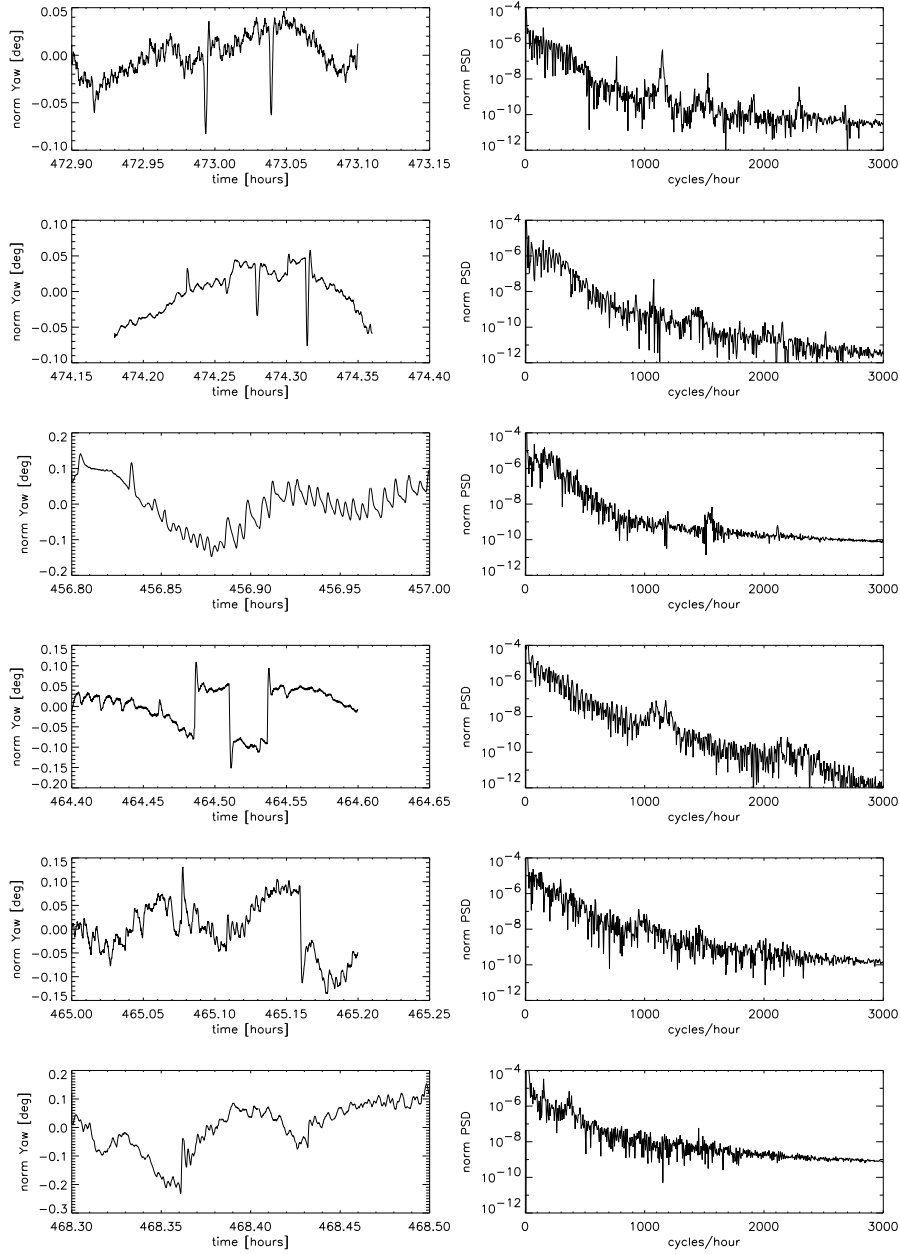 norm Yaw [deg]
0.05
0.00
−0.05
−0.10
472.90 472.95 473.00 473.05 473.10 473.15
time [hours]
norm PSD
10−4
10−6
10−8
10−10
10−12
0 1000 2000 3000
cycles/hour
norm Yaw [deg]
0.10
0.05
0.00
−0.05
−0.10
474.15 474.20 474.25 474.30 474.35 474.40
time [hours]
norm PSD
10−4
10−6
10−8
10−10
10−12
0 1000 2000 3000
cycles/hour
norm Yaw [deg]
0.2
0.1
0.0
−0.1
−0.2
456.80 456.85 456.90 456.95 457.00
time [hours]
norm PSD
10−4
10−6
10−8
10−10
10−12
0 1000 2000 3000
cycles/hour
norm Yaw [deg]
0.15
0.10
0.05
0.00
−0.05
−0.10
−0.15
−0.20
464.40 464.45 464.50 464.55 464.60 464.65
time [hours]
norm PSD
10−4
10−6
10−8
10−10
10−12
0 1000 2000 3000
cycles/hour
norm Yaw [deg]
0.15
0.10
0.05
0.00
−0.05
−0.10
−0.15
465.00 465.05 465.10 465.15 465.20 465.25
time [hours]
norm PSD
10−4
10−6
10−8
10−10
10−12
0 1000 2000 3000
cycles/hour
norm Yaw [deg]
0.2
0.1
0.0
−0.1
−0.2
−0.3
468.30 468.36 468.40 468.44 468.50
time [hours]
norm PSD
10−4
10−6
10−8
10−10
10−12
0 1000 2000 3000
cycles/hour